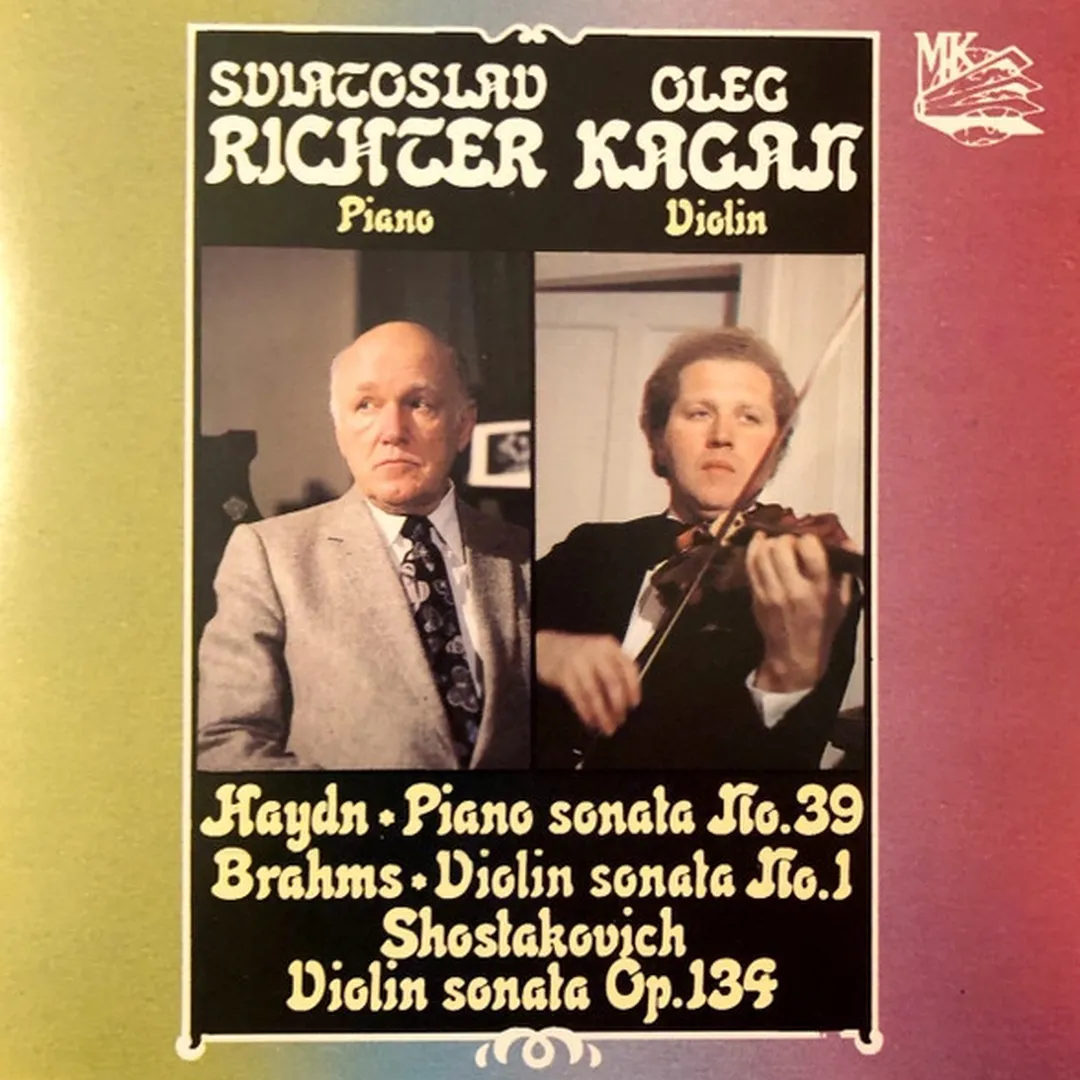 SVIATOSLAV
RICHTER
Piano
OLEG
KAGAN
Violin
MK
Haydn • Piano sonata No.39
Brahms • Violin sonata No.1
Shostakovich
Violin sonata Op.134